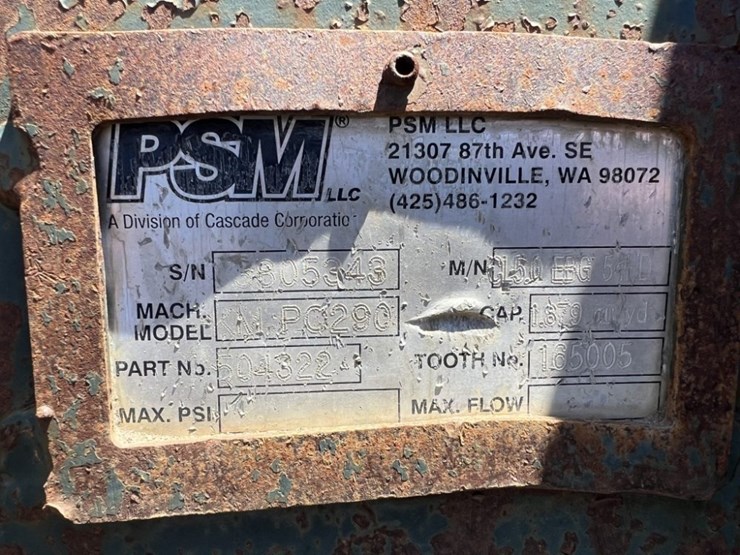 PSM® LLC
A Division of Cascade Corporatio
PSM LLC
21307 87th Ave. SE
WOODINVILLE, WA 98072
(425)486-1232
S/N
M/N
MACH. MODEL PC290
CAP.
PART No. 504322
TOOTH No. 165005
MAX. PSI
MAX. FLOW